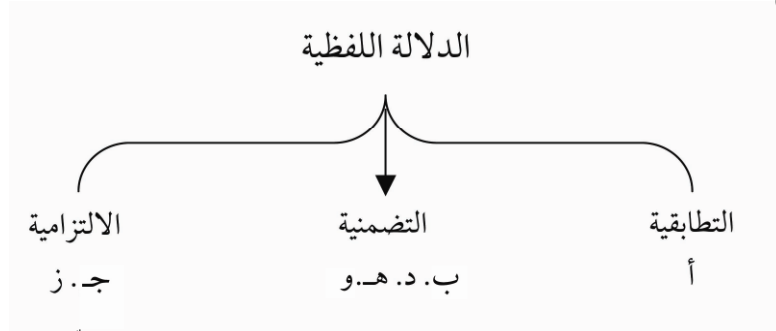 الدلالة اللفظية
التطابقية التضمنية الالتزامية
أ ب. د. هـ.و جـ. ز